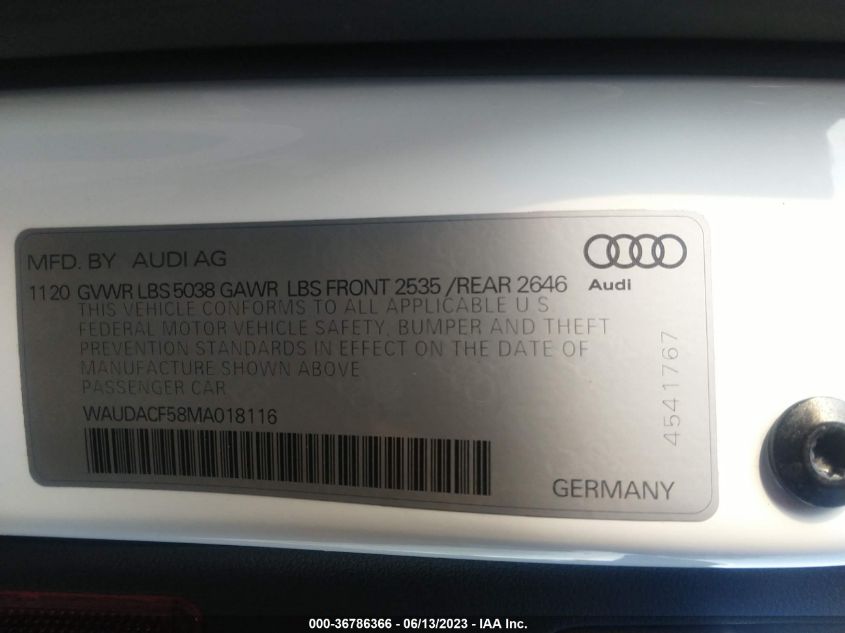 MFD. BY AUDI AG
1120 GVWR LBS 5038 GAWR LBS FRONT 2535 /REAR 2646
THIS VEHICLE CONFORMS TO ALL APPLICABLE U S
FEDERAL MOTOR VEHICLE SAFETY, BUMPER AND THEFT
PREVENTION STANDARDS IN EFFECT ON THE DATE OF
MANUFACTURE SHOWN ABOVE
PASSENGER CAR
WAUDACF58MA018116
Audi
4541767
GERMANY
000-36786366 - 06/13/2023 - IAA Inc.